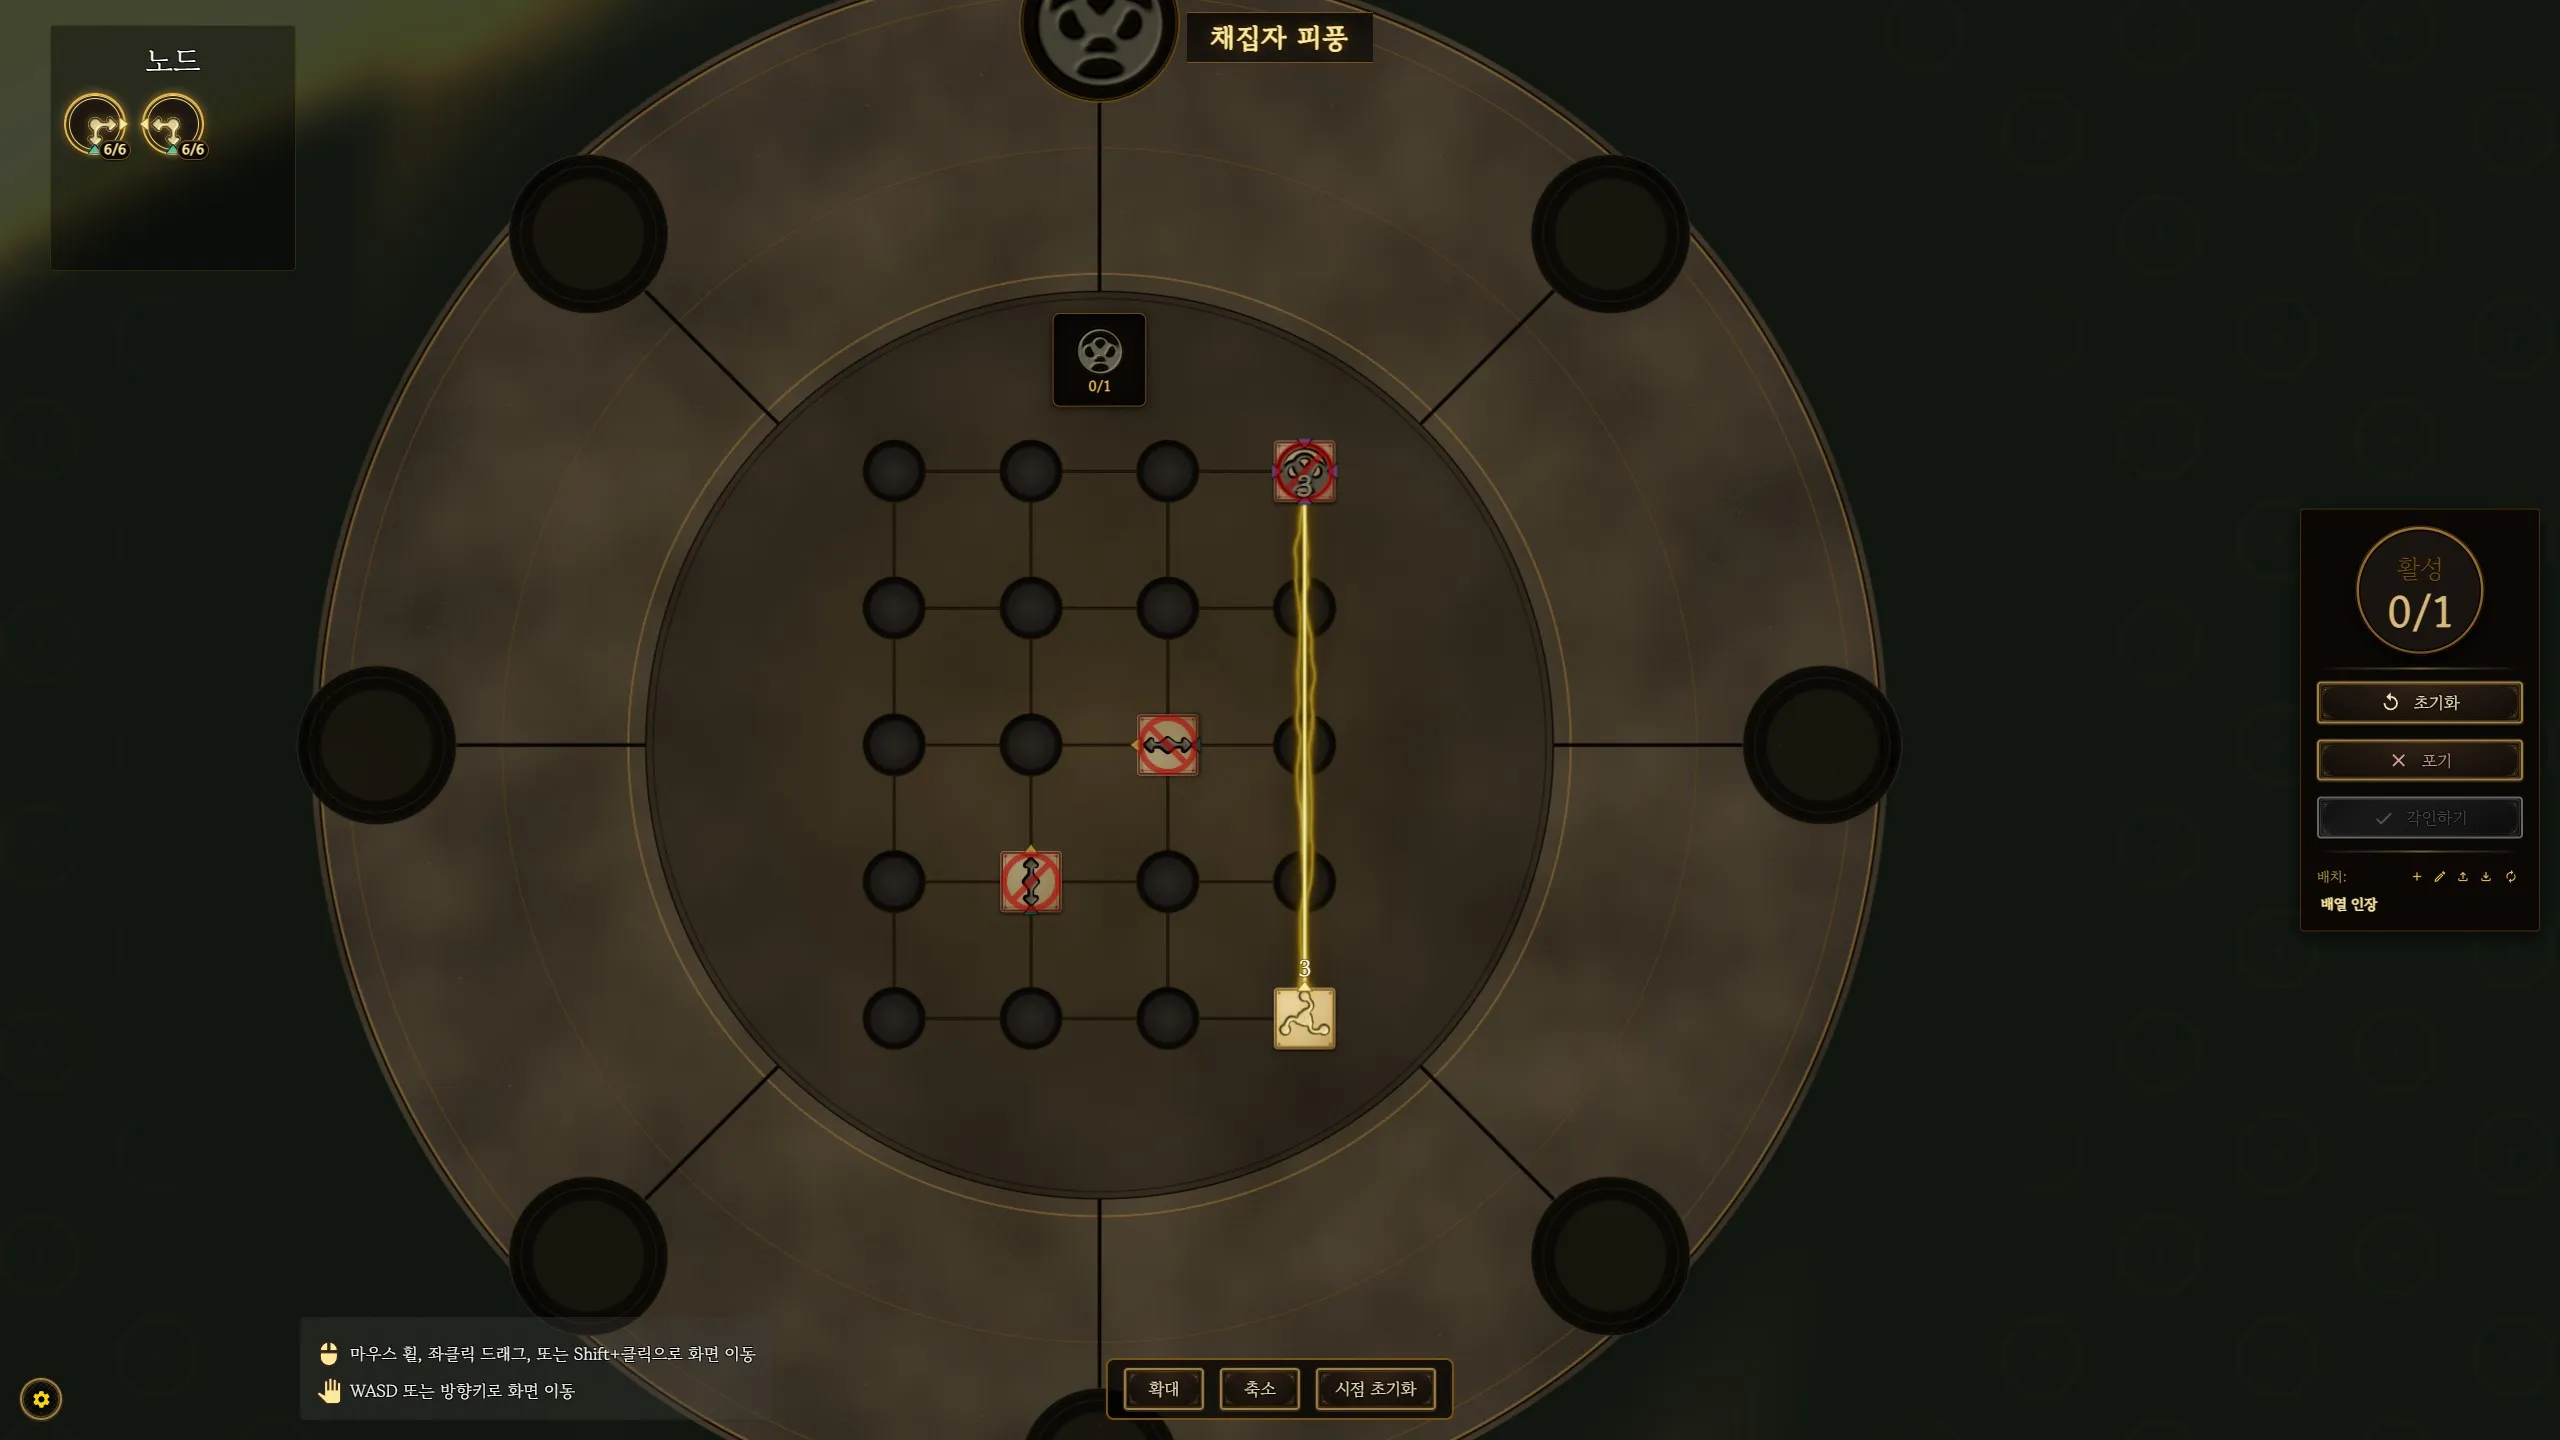 노드
6/6
6/6
채집자 피풍
0/1
3
3
활성
0/1
초기화
포기
각인하기
배치:
배열 인장
마우스 휠, 좌클릭 드래그, 또는 Shift+클릭으로 화면 이동
WASD 또는 방향키로 화면 이동
확대
축소
시점 초기화